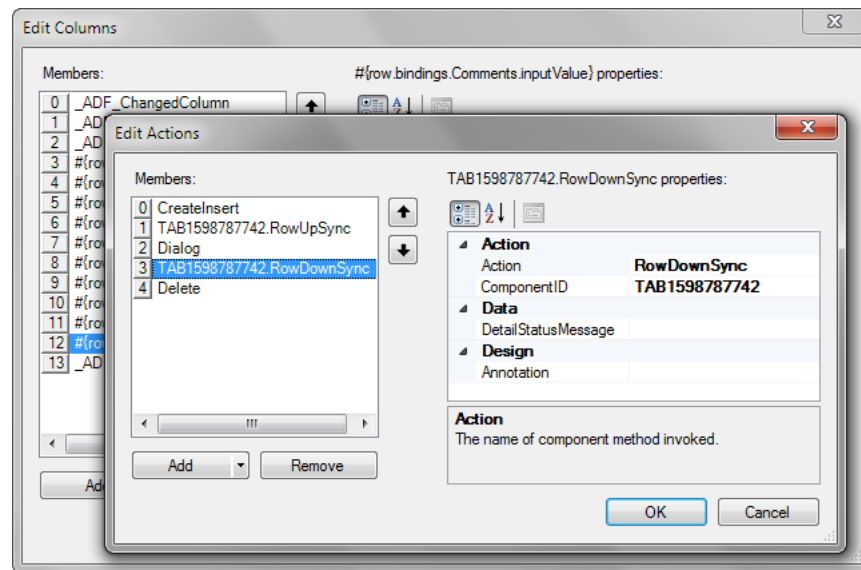 Edit Columns
Members:
#{row.bindings.Comments.inputValue} properties:
0 _ADF_ChangedColumn
1 _AD
2 _AD
3 #{ro
4 #{ro
5 #{ro
6 #{ro
7 #{ro
8 #{ro
9 #{ro
10 #{ro
11 #{ro
12 #{ro
13 _AD
Ad
Edit Actions
Members:
0 CreateInsert
1 TAB1598787742.RowUpSync
2 Dialog
3 TAB1598787742.RowDownSync
4 Delete
Add
Remove
TAB1598787742.RowDownSync properties:
Action
Action RowDownSync
ComponentID TAB1598787742
Data
DetailStatusMessage
Design
Annotation
Action
The name of component method invoked.
OK
Cancel